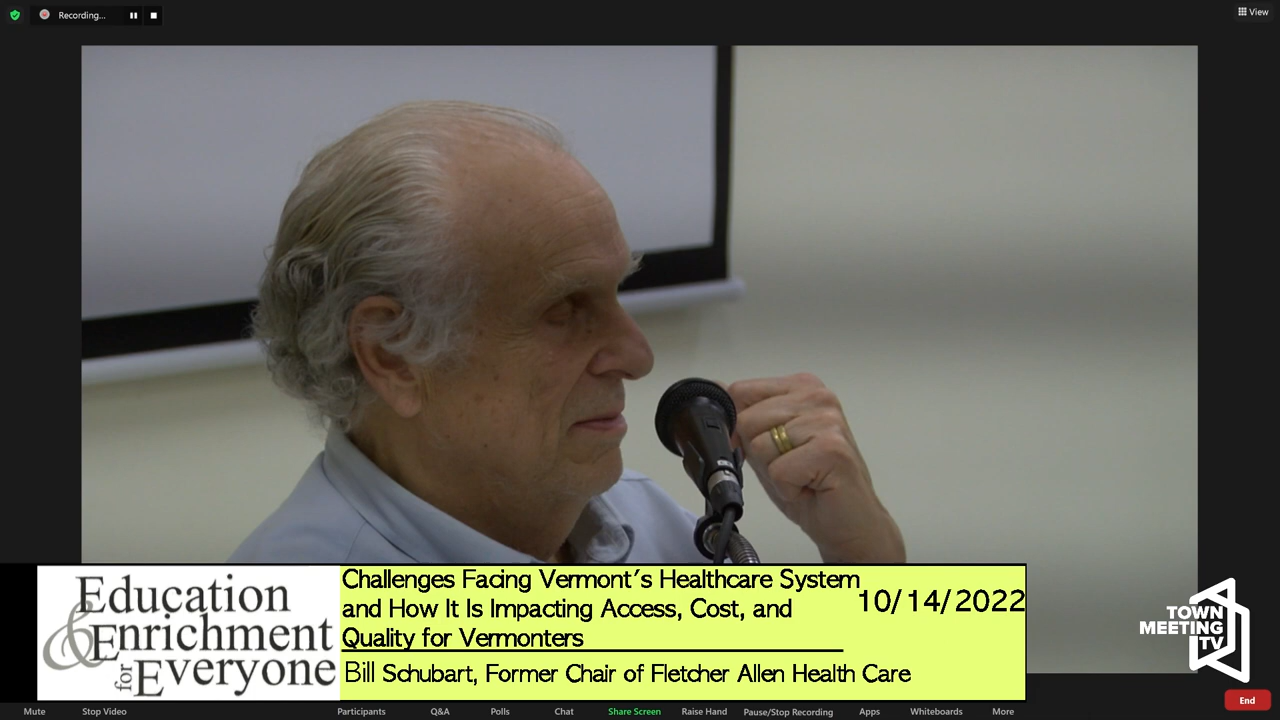 Recording...
View
Education
& Enrichment
for Everyone
Challenges Facing Vermont's Healthcare System
and How It Is Impacting Access, Cost, and
Quality for Vermonters
10/14/2022
Bill Schubart, Former Chair of Fletcher Allen Health Care
TOWN
MEETING
TV
End
Mute Stop Video Participants Q&A Polls Chat Share Screen Raise Hand Pause/Stop Recording Apps Whiteboards More